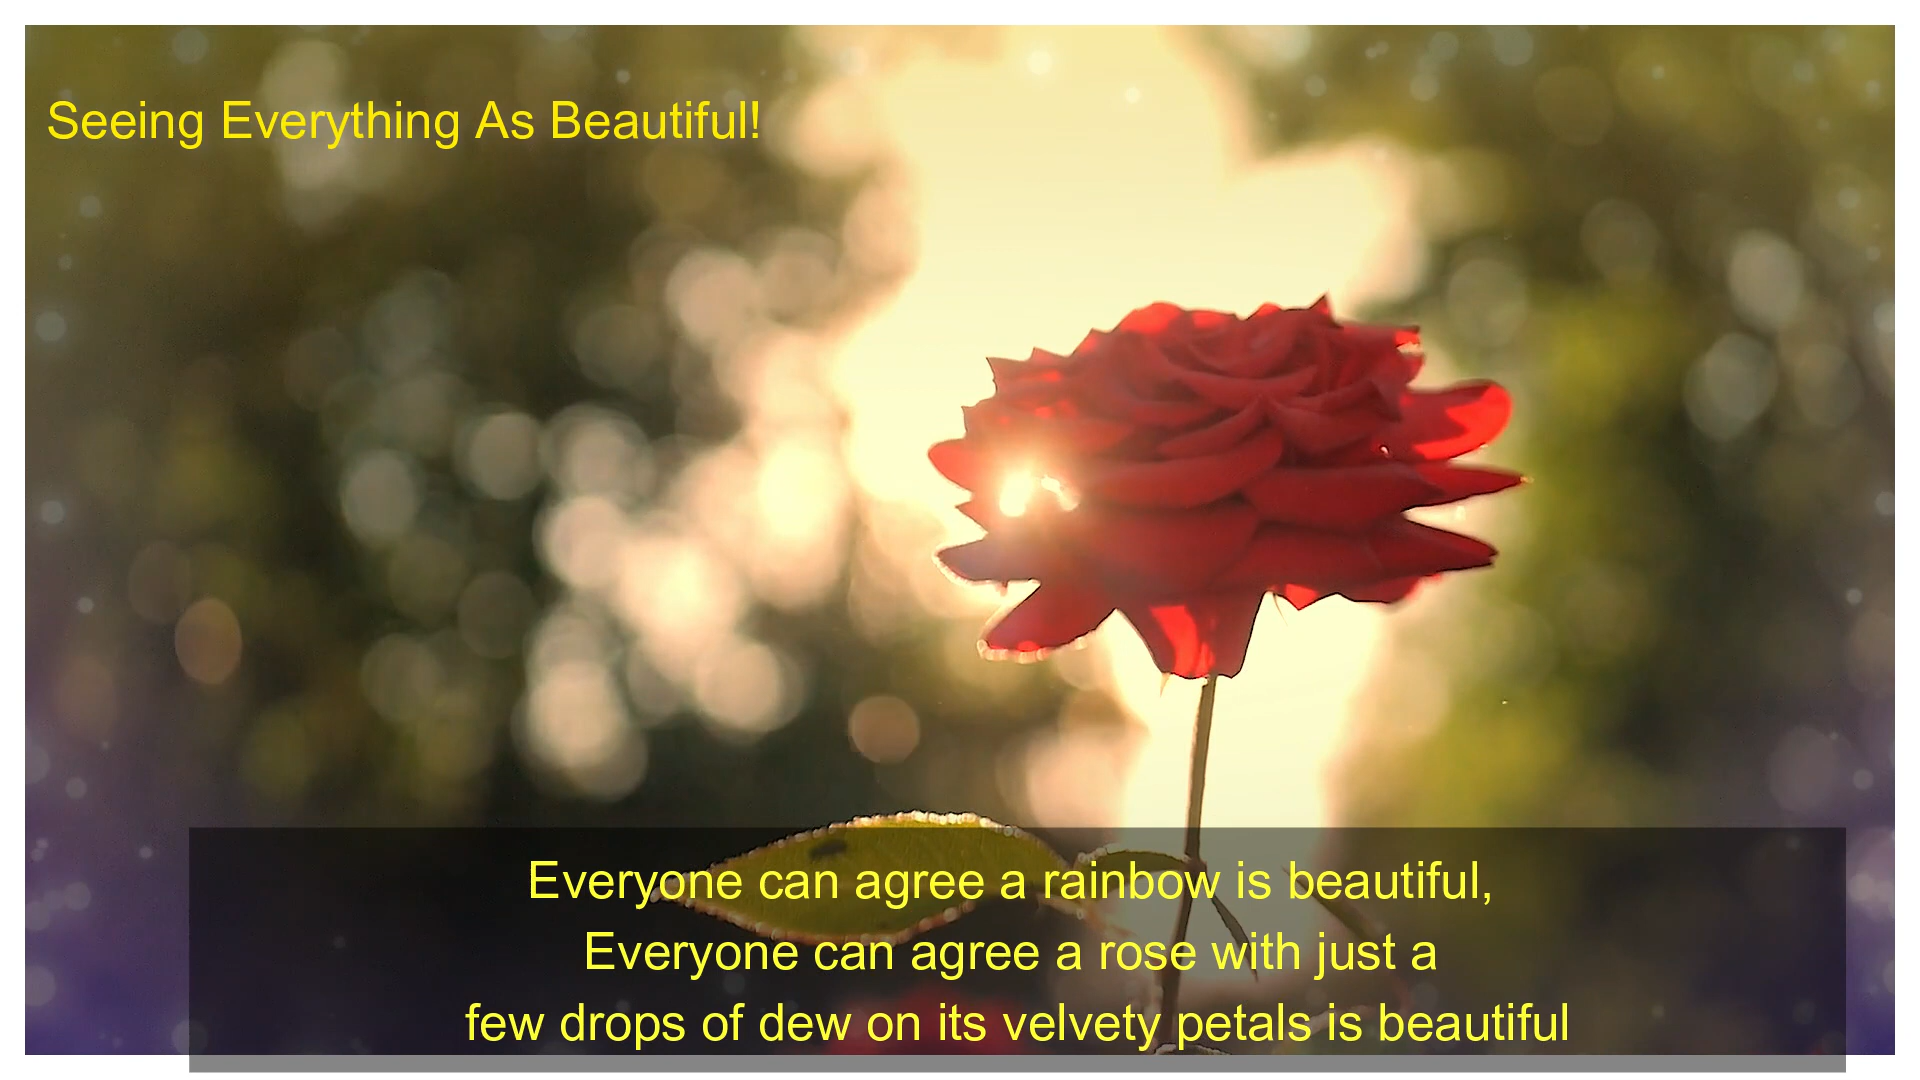 Seeing Everything As Beautiful!
Everyone can agree a rainbow is beautiful,
Everyone can agree a rose with just a
few drops of dew on its velvety petals is beautiful